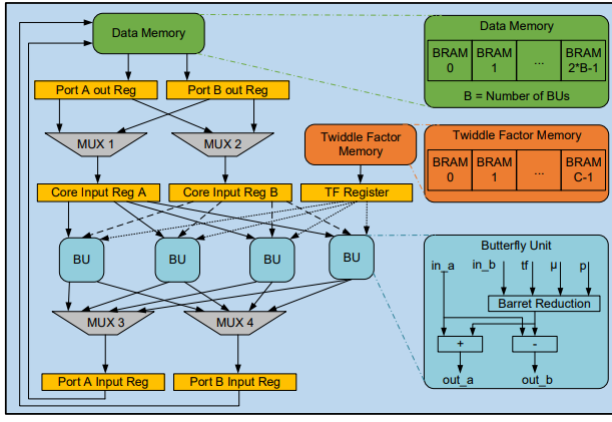 Data Memory
Port A out Reg
Port B out Reg
MUX 1
MUX 2
Twiddle Factor
Memory
Core Input Reg A
Core Input Reg B
TF Register
BU
BU
BU
BU
MUX 3
MUX 4
Port A Input Reg
Port B Input Reg
Data Memory
BRAM
0
BRAM
1
...
BRAM
2*B-1
B = Number of BUs
Twiddle Factor Memory
BRAM
0
BRAM
1
...
BRAM
C-1
Butterfly Unit
in_a
in_b
tf
μ
p
Barret Reduction
+
-
out_a
out_b